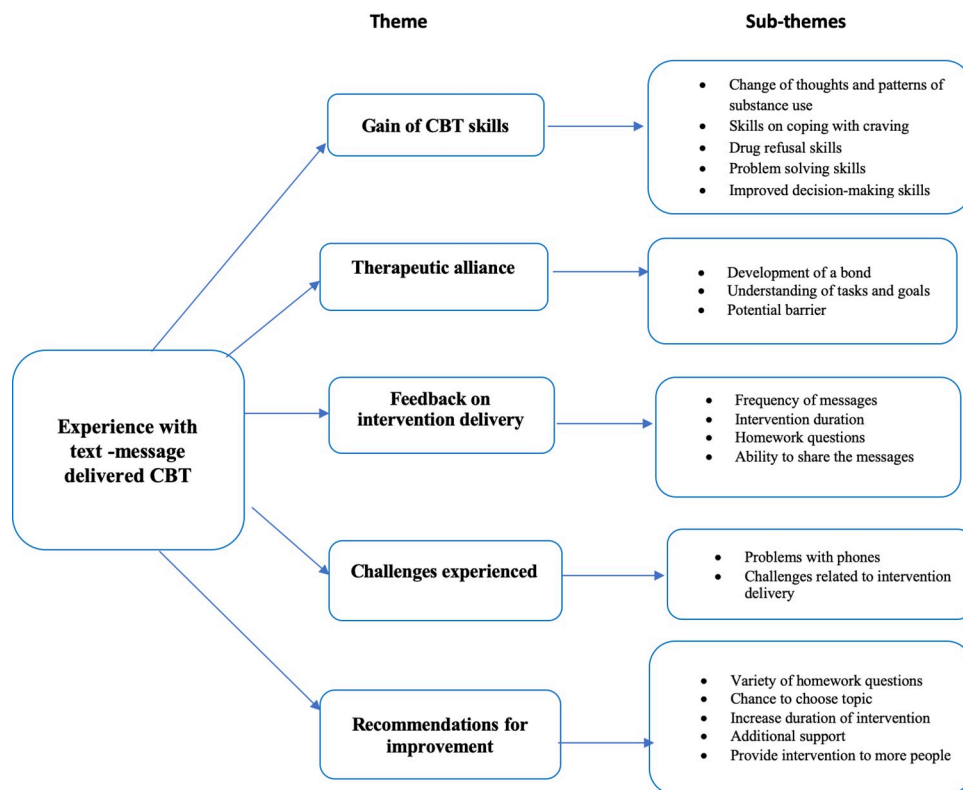 Theme
Sub-themes
Experience with
text -message
delivered CBT
Gain of CBT skills
• Change of thoughts and patterns of
substance use
• Skills on coping with craving
• Drug refusal skills
• Problem solving skills
• Improved decision-making skills
Therapeutic alliance
• Development of a bond
• Understanding of tasks and goals
• Potential barrier
Feedback on
intervention delivery
• Frequency of messages
• Intervention duration
• Homework questions
• Ability to share the messages
Challenges experienced
• Problems with phones
• Challenges related to intervention
delivery
Recommendations for
improvement
• Variety of homework questions
• Chance to choose topic
• Increase duration of intervention
• Additional support
• Provide intervention to more people